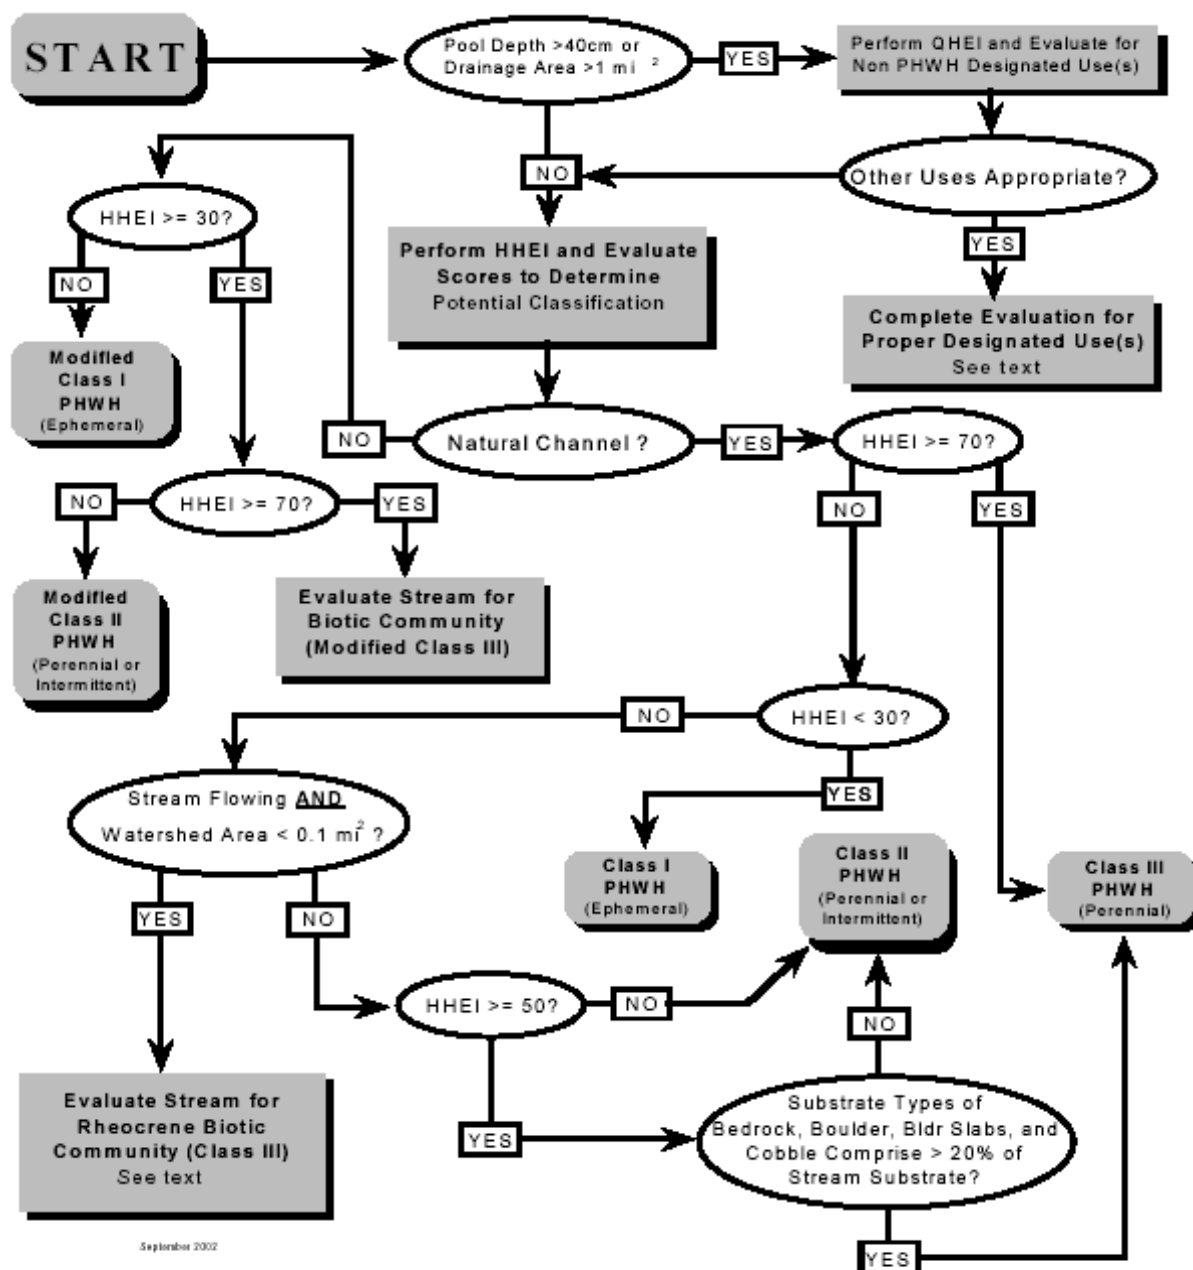 START
Pool Depth >40cm or
Drainage Area >1 mi 2
YES
Perform QHEI and Evaluate for
Non PHWH Designated Use(s)
NO
Other Uses Appropriate?
YES
Complete Evaluation for
Proper Designated Use(s)
See text
HHEI >= 30?
NO
YES
Perform HHEI and Evaluate
Scores to Determine
Potential Classification
Modified
Class I
PHWH
(Ephemeral)
NO
Natural Channel ?
YES
HHEI >= 70?
NO
HHEI >= 70?
YES
NO
YES
Modified
Class II
PHWH
(Perennial or
Intermittent)
Evaluate Stream for
Biotic Community
(Modified Class III)
NO
HHEI < 30?
YES
Stream Flowing AND
Watershed Area < 0.1 mi2 ?
YES
NO
Class I
PHWH
(Ephemeral)
Class II
PHWH
(Perennial or
Intermittent)
Class III
PHWH
(Perennial)
HHEI >= 50?
NO
NO
YES
Substrate Types of
Bedrock, Boulder, Bldr Slabs, and
Cobble Comprise > 20% of
Stream Substrate?
YES
Evaluate Stream for
Rheocrene Biotic
Community (Class III)
See text
September 2002